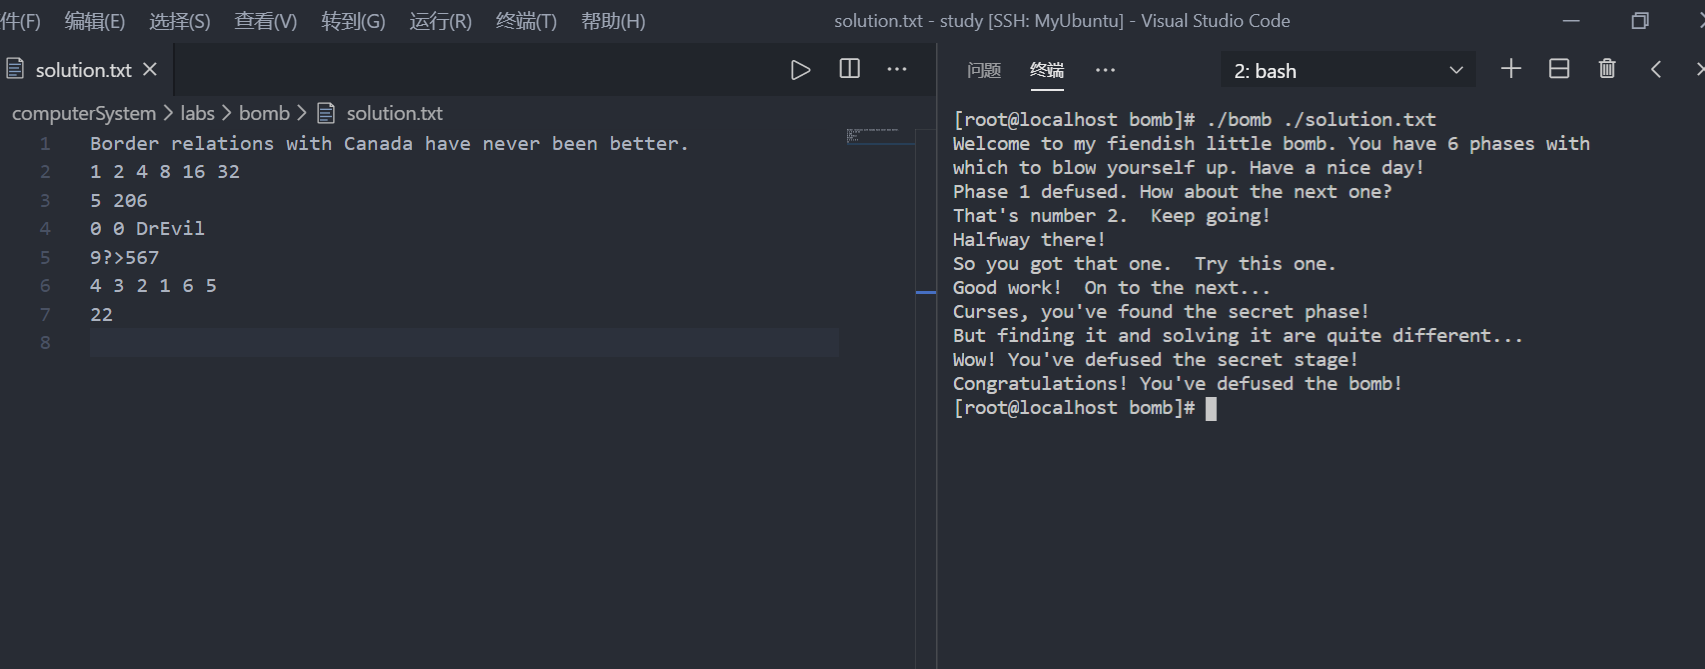 件(F) 编辑(E) 选择(S) 查看(V) 转到(G) 运行(R) 终端(T) 帮助(H) solution.txt - study [SSH: MyUbuntu] - Visual Studio Code
solution.txt
computerSystem > labs > bomb > solution.txt
1 Border relations with Canada have never been better.
2 1 2 4 8 16 32
3 5 206
4 0 0 DrEvil
5 9?>567
6 4 3 2 1 6 5
7 22
8
问题 终端 ··· 2: bash
[root@localhost bomb]# ./bomb ./solution.txt
Welcome to my fiendish little bomb. You have 6 phases with
which to blow yourself up. Have a nice day!
Phase 1 defused. How about the next one?
That's number 2.  Keep going!
Halfway there!
So you got that one.  Try this one.
Good work!  On to the next...
Curses, you've found the secret phase!
But finding it and solving it are quite different...
Wow! You've defused the secret stage!
Congratulations! You've defused the bomb!
[root@localhost bomb]#